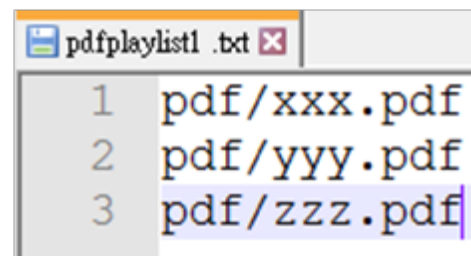 pdfplaylist1 .txt
1 pdf/xxx.pdf
2 pdf/yyy.pdf
3 pdf/zzz.pdf